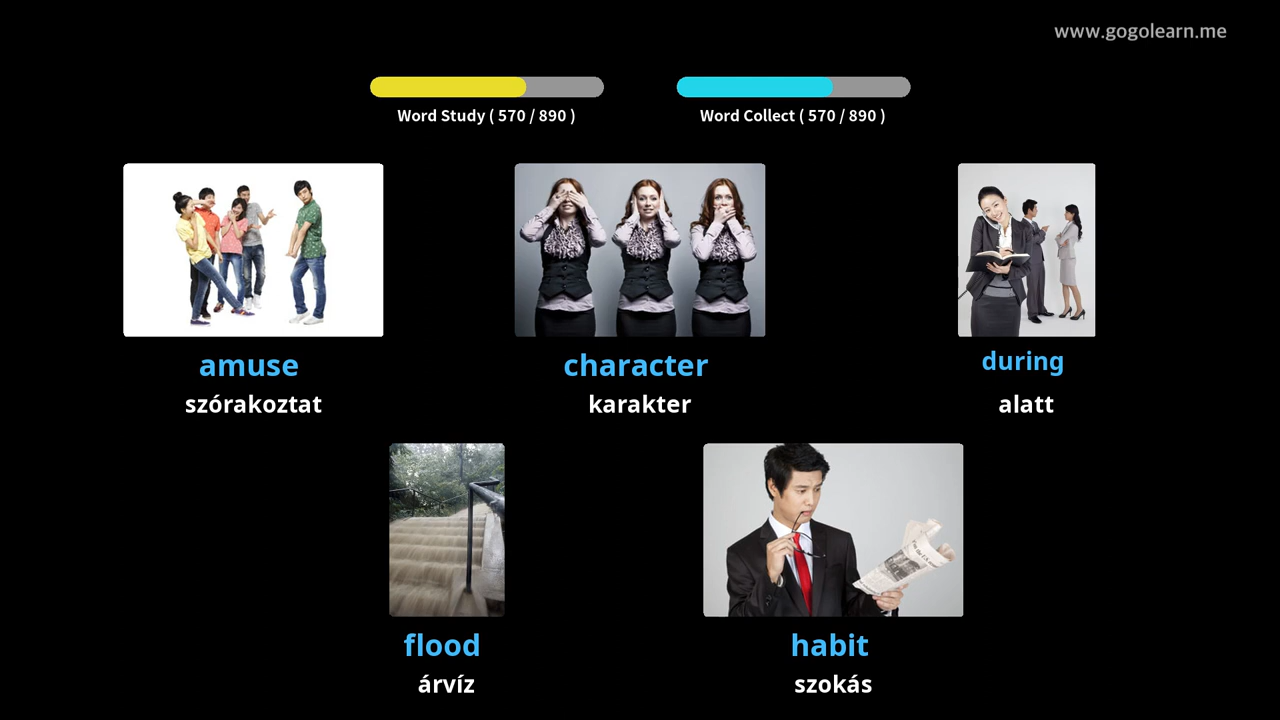 www.gogolearn.me
Word Study ( 570 / 890 )
Word Collect ( 570 / 890 )
amuse
szórakoztat
character
karakter
during
alatt
flood
árvíz
habit
szokás